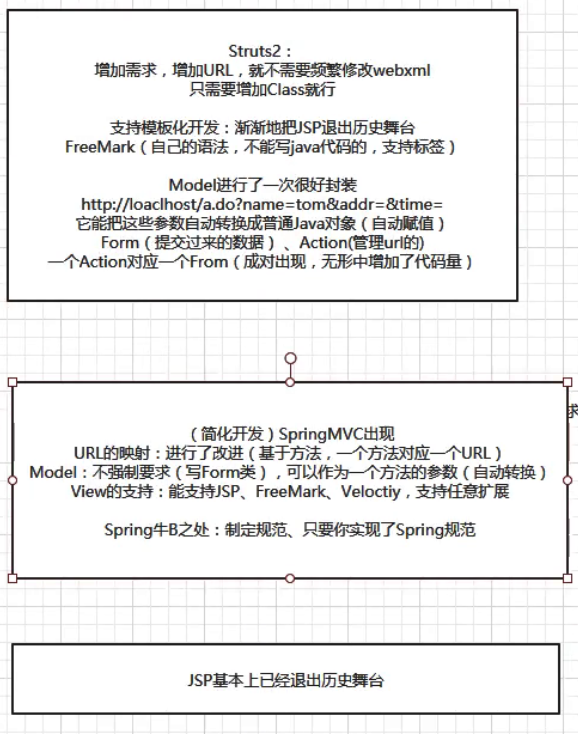 Struts2：
增加需求，增加URL，就不需要频繁修改webxml
只需要增加Class就行
支持模板化开发：渐渐地把JSP退出历史舞台
FreeMark（自己的语法，不能写java代码的，支持标签）
Model进行了一次很好封装
http://loaclhost/a.do?name=tom&addr=&time=
它能把这些参数自动转换成普通Java对象（自动赋值）
Form（提交过来的数据）、Action(管理url的)
一个Action对应一个From（成对出现，无形中增加了代码量）
求
（简化开发）SpringMVC出现
URL的映射：进行了改进（基于方法，一个方法对应一个URL）
Model：不强制要求（写Form类），可以作为一个方法的参数（自动转换）
View的支持：能支持JSP、FreeMark、Veloctiy，支持任意扩展
Spring牛B之处：制定规范、只要你实现了Spring规范
JSP基本上已经退出历史舞台